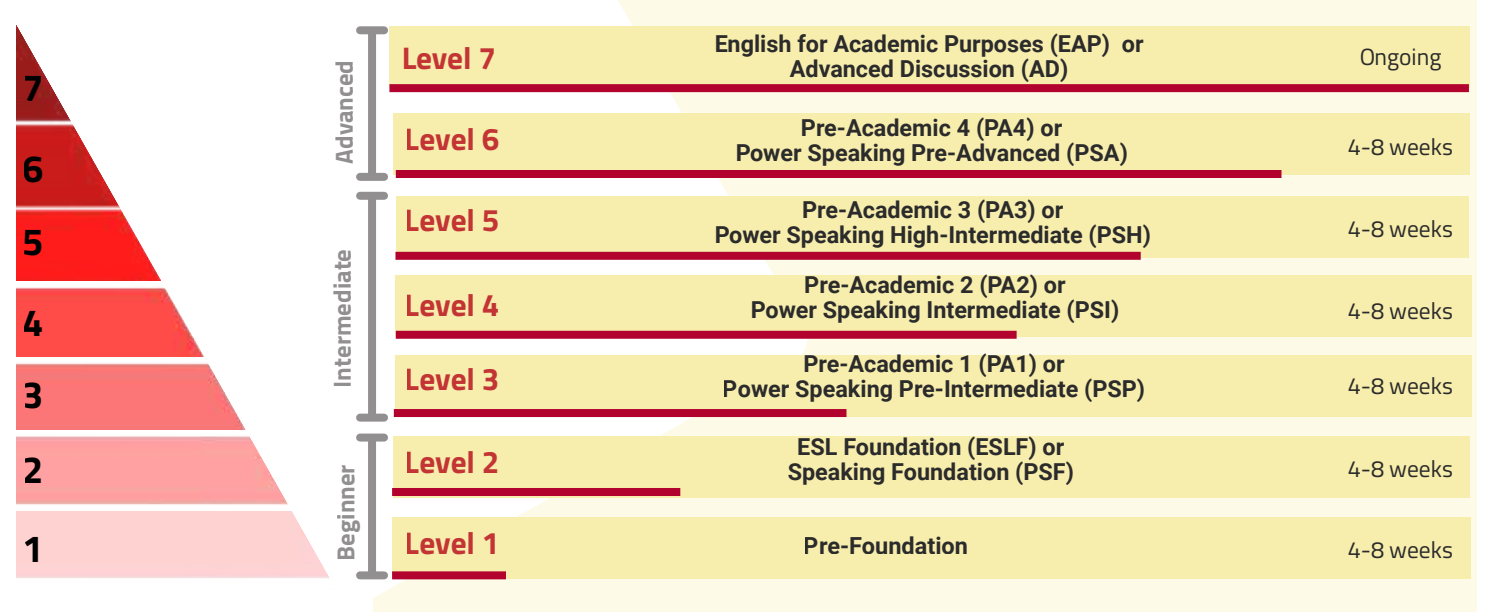 7
Advanced
Level 7
English for Academic Purposes (EAP) or
Advanced Discussion (AD)
Ongoing
6
Level 6
Pre-Academic 4 (PA4) or
Power Speaking Pre-Advanced (PSA)
4-8 weeks
5
Intermediate
Level 5
Pre-Academic 3 (PA3) or
Power Speaking High-Intermediate (PSH)
4-8 weeks
4
Level 4
Pre-Academic 2 (PA2) or
Power Speaking Intermediate (PSI)
4-8 weeks
3
Level 3
Pre-Academic 1 (PA1) or
Power Speaking Pre-Intermediate (PSP)
4-8 weeks
2
Beginner
Level 2
ESL Foundation (ESLF) or
Speaking Foundation (PSF)
4-8 weeks
1
Level 1
Pre-Foundation
4-8 weeks